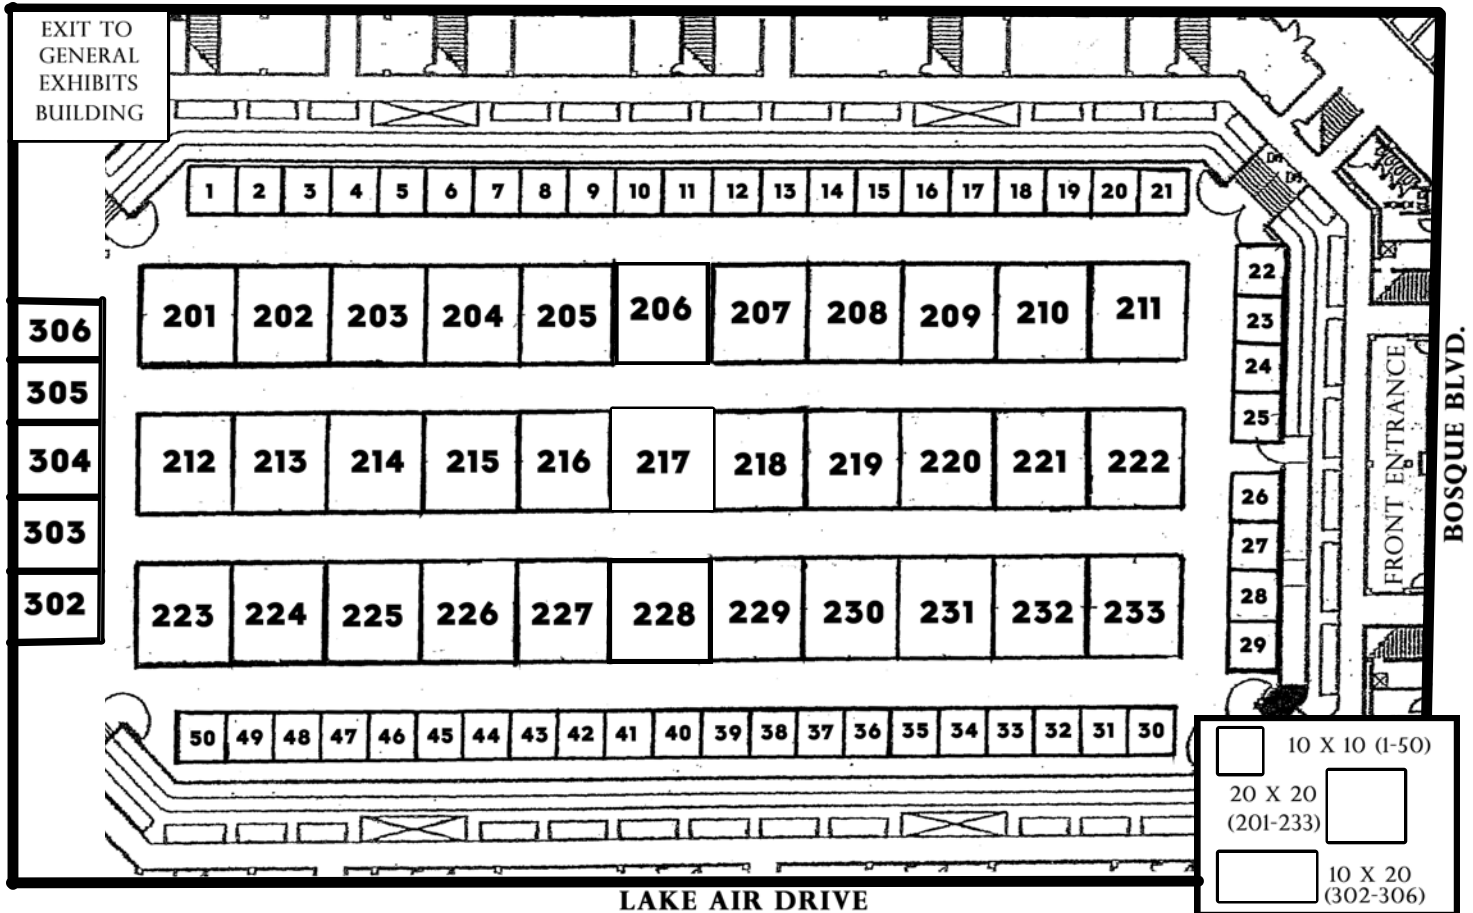 EXIT TO
GENERAL
EXHIBITS
BUILDING
1 2 3 4 5 6 7 8 9 10 11 12 13 14 15 16 17 18 19 20 21
22
23
24
25
26
27
28
29
201 202 203 204 205 206 207 208 209 210 211
306
305
304
303
302
212 213 214 215 216 217 218 219 220 221 222
223 224 225 226 227 228 229 230 231 232 233
50 49 48 47 46 45 44 43 42 41 40 39 38 37 36 35 34 33 32 31 30
FRONT ENTRANCE
BOSQUE BLVD.
10 X 10 (1-50)
20 X 20
(201-233)
10 X 20
(302-306)
LAKE AIR DRIVE